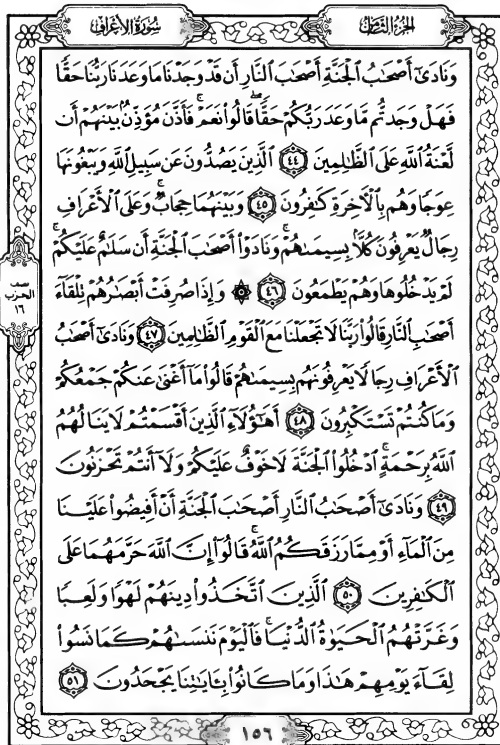 الجزء الثامن
سورة الأعراف
وَنَادَىٰٓ أَصْحَٰبُ ٱلْجَنَّةِ أَصْحَٰبَ ٱلنَّارِ أَن قَدْ وَجَدْنَا مَا وَعَدَنَا رَبُّنَا حَقًّا
فَهَلْ وَجَدتُّم مَّا وَعَدَ رَبُّكُمْ حَقًّا ۖ قَالُوا۟ نَعَمْ ۚ فَأَذَّنَ مُؤَذِّنٌۢ بَيْنَهُمْ أَن
لَّعْنَةُ ٱللَّهِ عَلَى ٱلظَّٰلِمِينَ ٤٤ ٱلَّذِينَ يَصُدُّونَ عَن سَبِيلِ ٱللَّهِ وَيَبْغُونَهَا
عِوَجًا وَهُم بِٱلْءَاخِرَةِ كَٰفِرُونَ ٤٥ وَبَيْنَهُمَا حِجَابٌ ۚ وَعَلَى ٱلْأَعْرَافِ
رِجَالٌ يَعْرِفُونَ كُلًّۢا بِسِيمَىٰهُمْ ۚ وَنَادَوْا۟ أَصْحَٰبَ ٱلْجَنَّةِ أَن سَلَٰمٌ عَلَيْكُمْ ۚ
لَمْ يَدْخُلُوهَا وَهُمْ يَطْمَعُونَ ٤٦ ۞ وَإِذَا صُرِفَتْ أَبْصَٰرُهُمْ تِلْقَآءَ
أَصْحَٰبِ ٱلنَّارِ قَالُوا۟ رَبَّنَا لَا تَجْعَلْنَا مَعَ ٱلْقَوْمِ ٱلظَّٰلِمِينَ ٤٧ وَنَادَىٰٓ أَصْحَٰبُ
ٱلْأَعْرَافِ رِجَالًا يَعْرِفُونَهُم بِسِيمَىٰهُمْ قَالُوا۟ مَآ أَغْنَىٰ عَنكُمْ جَمْعُكُمْ
وَمَا كُنتُمْ تَسْتَكْبِرُونَ ٤٨ أَهَٰٓؤُلَآءِ ٱلَّذِينَ أَقْسَمْتُمْ لَا يَنَالُهُمُ
ٱللَّهُ بِرَحْمَةٍ ۚ ٱدْخُلُوا۟ ٱلْجَنَّةَ لَا خَوْفٌ عَلَيْكُمْ وَلَآ أَنتُمْ تَحْزَنُونَ
٤٩ وَنَادَىٰٓ أَصْحَٰبُ ٱلنَّارِ أَصْحَٰبَ ٱلْجَنَّةِ أَنْ أَفِيضُوا۟ عَلَيْنَا
مِنَ ٱلْمَآءِ أَوْ مِمَّا رَزَقَكُمُ ٱللَّهُ ۚ قَالُوٓا۟ إِنَّ ٱللَّهَ حَرَّمَهُمَا عَلَى
ٱلْكَٰفِرِينَ ٥٠ ٱلَّذِينَ ٱتَّخَذُوا۟ دِينَهُمْ لَهْوًا وَلَعِبًا
وَغَرَّتْهُمُ ٱلْحَيَوٰةُ ٱلدُّنْيَا ۚ فَٱلْيَوْمَ نَنسَىٰهُمْ كَمَا نَسُوا۟
لِقَآءَ يَوْمِهِمْ هَٰذَا وَمَا كَانُوا۟ بِـَٔايَٰتِنَا يَجْحَدُونَ ٥١
نصف
الحزب
١٦
١٥٦